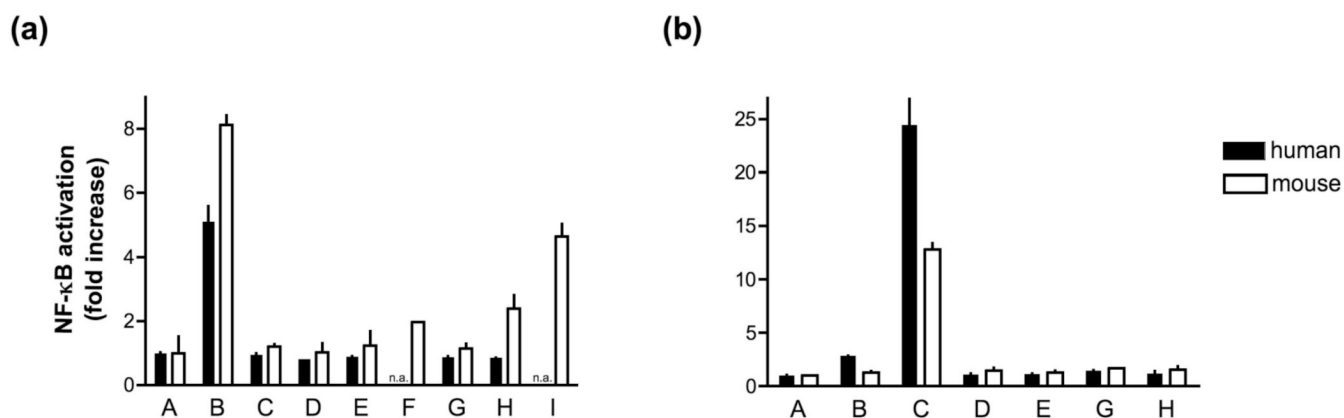 (a)
(b)
NF-κB activation
(fold increase)
8
6
4
2
0
n.a.
n.a.
A B C D E F G H I
25
20
15
10
5
0
A B C D E G H
human
mouse